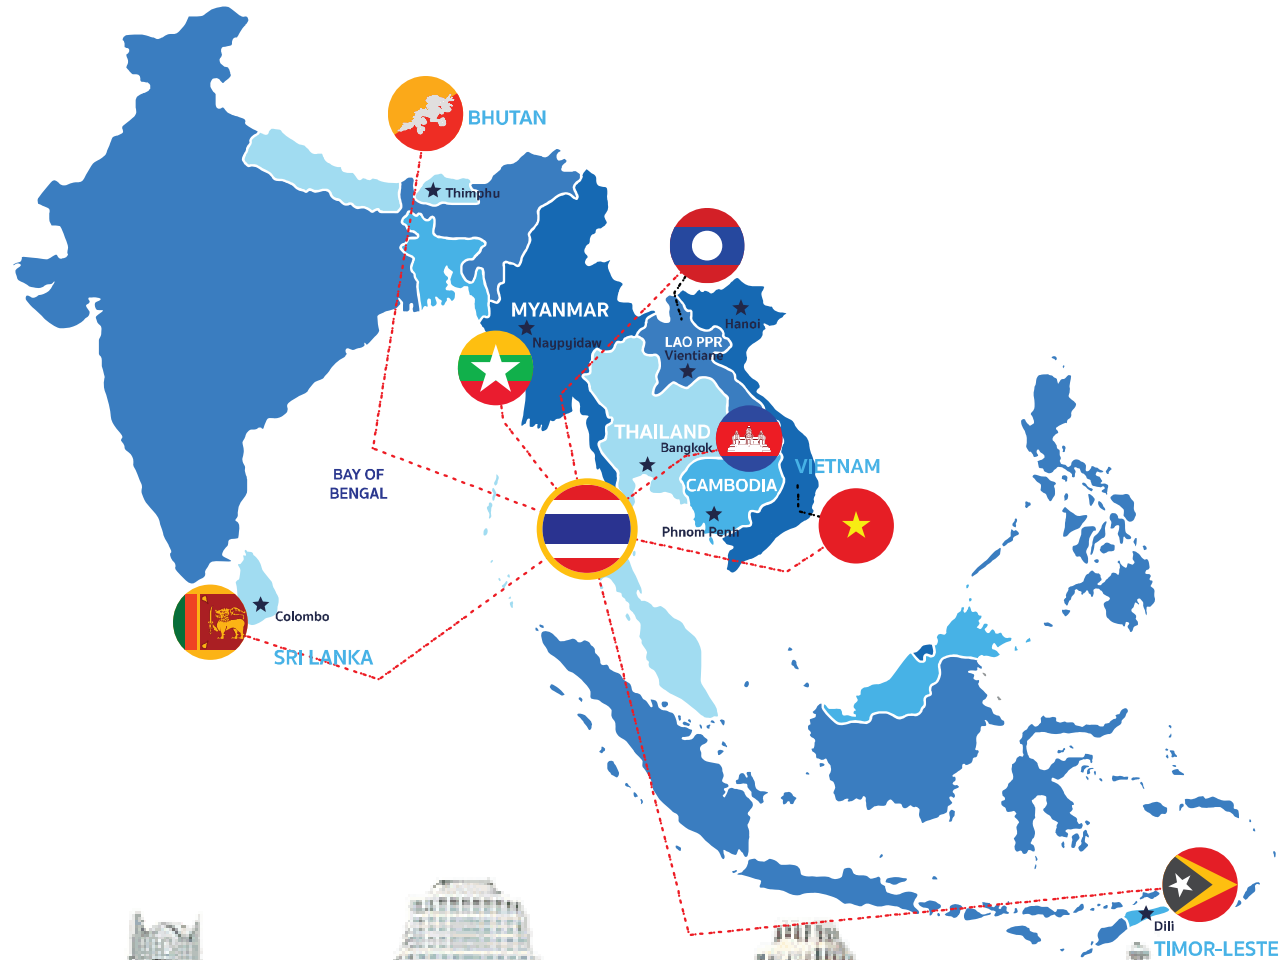 BHUTAN
Thimphu
MYANMAR
Naypyidaw
Hanoi
LAO PPR
Vientiane
THAILAND
Bangkok
VIETNAM
BAY OF
BENGAL
CAMBODIA
Phnom Penh
Colombo
SRI LANKA
Dili
TIMOR-LESTE